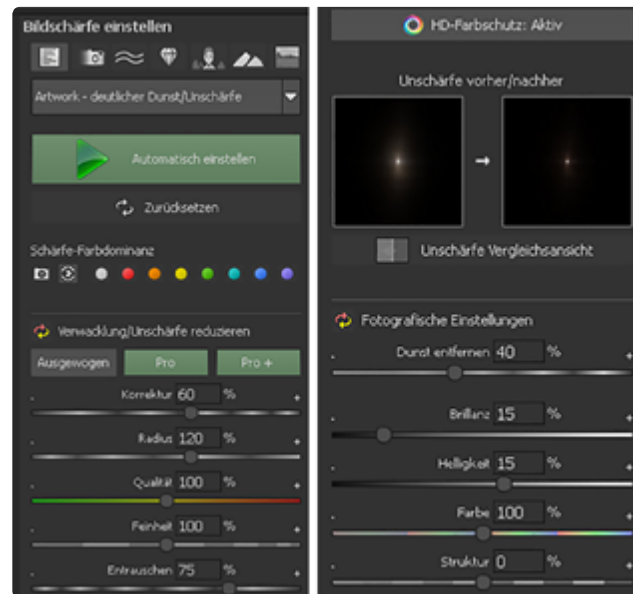 Bildschärfe einstellen
Artwork - deutlicher Dunst/Unschärfe
Automatisch einstellen
Zurücksetzen
Schärfe-Farbdominanz
Verwacklung/Unschärfe reduzieren
Ausgewogen Pro Pro +
Korrektur 60 %
Radius 120 %
Qualität 100 %
Feinheit 100 %
Entrauschen 75 %
HD-Farbschutz: Aktiv
Unschärfe vorher/nachher
Unschärfe Vergleichsansicht
Fotografische Einstellungen
Dunst entfernen 40 %
Brillanz 15 %
Helligkeit 15 %
Farbe 100 %
Struktur 0 %